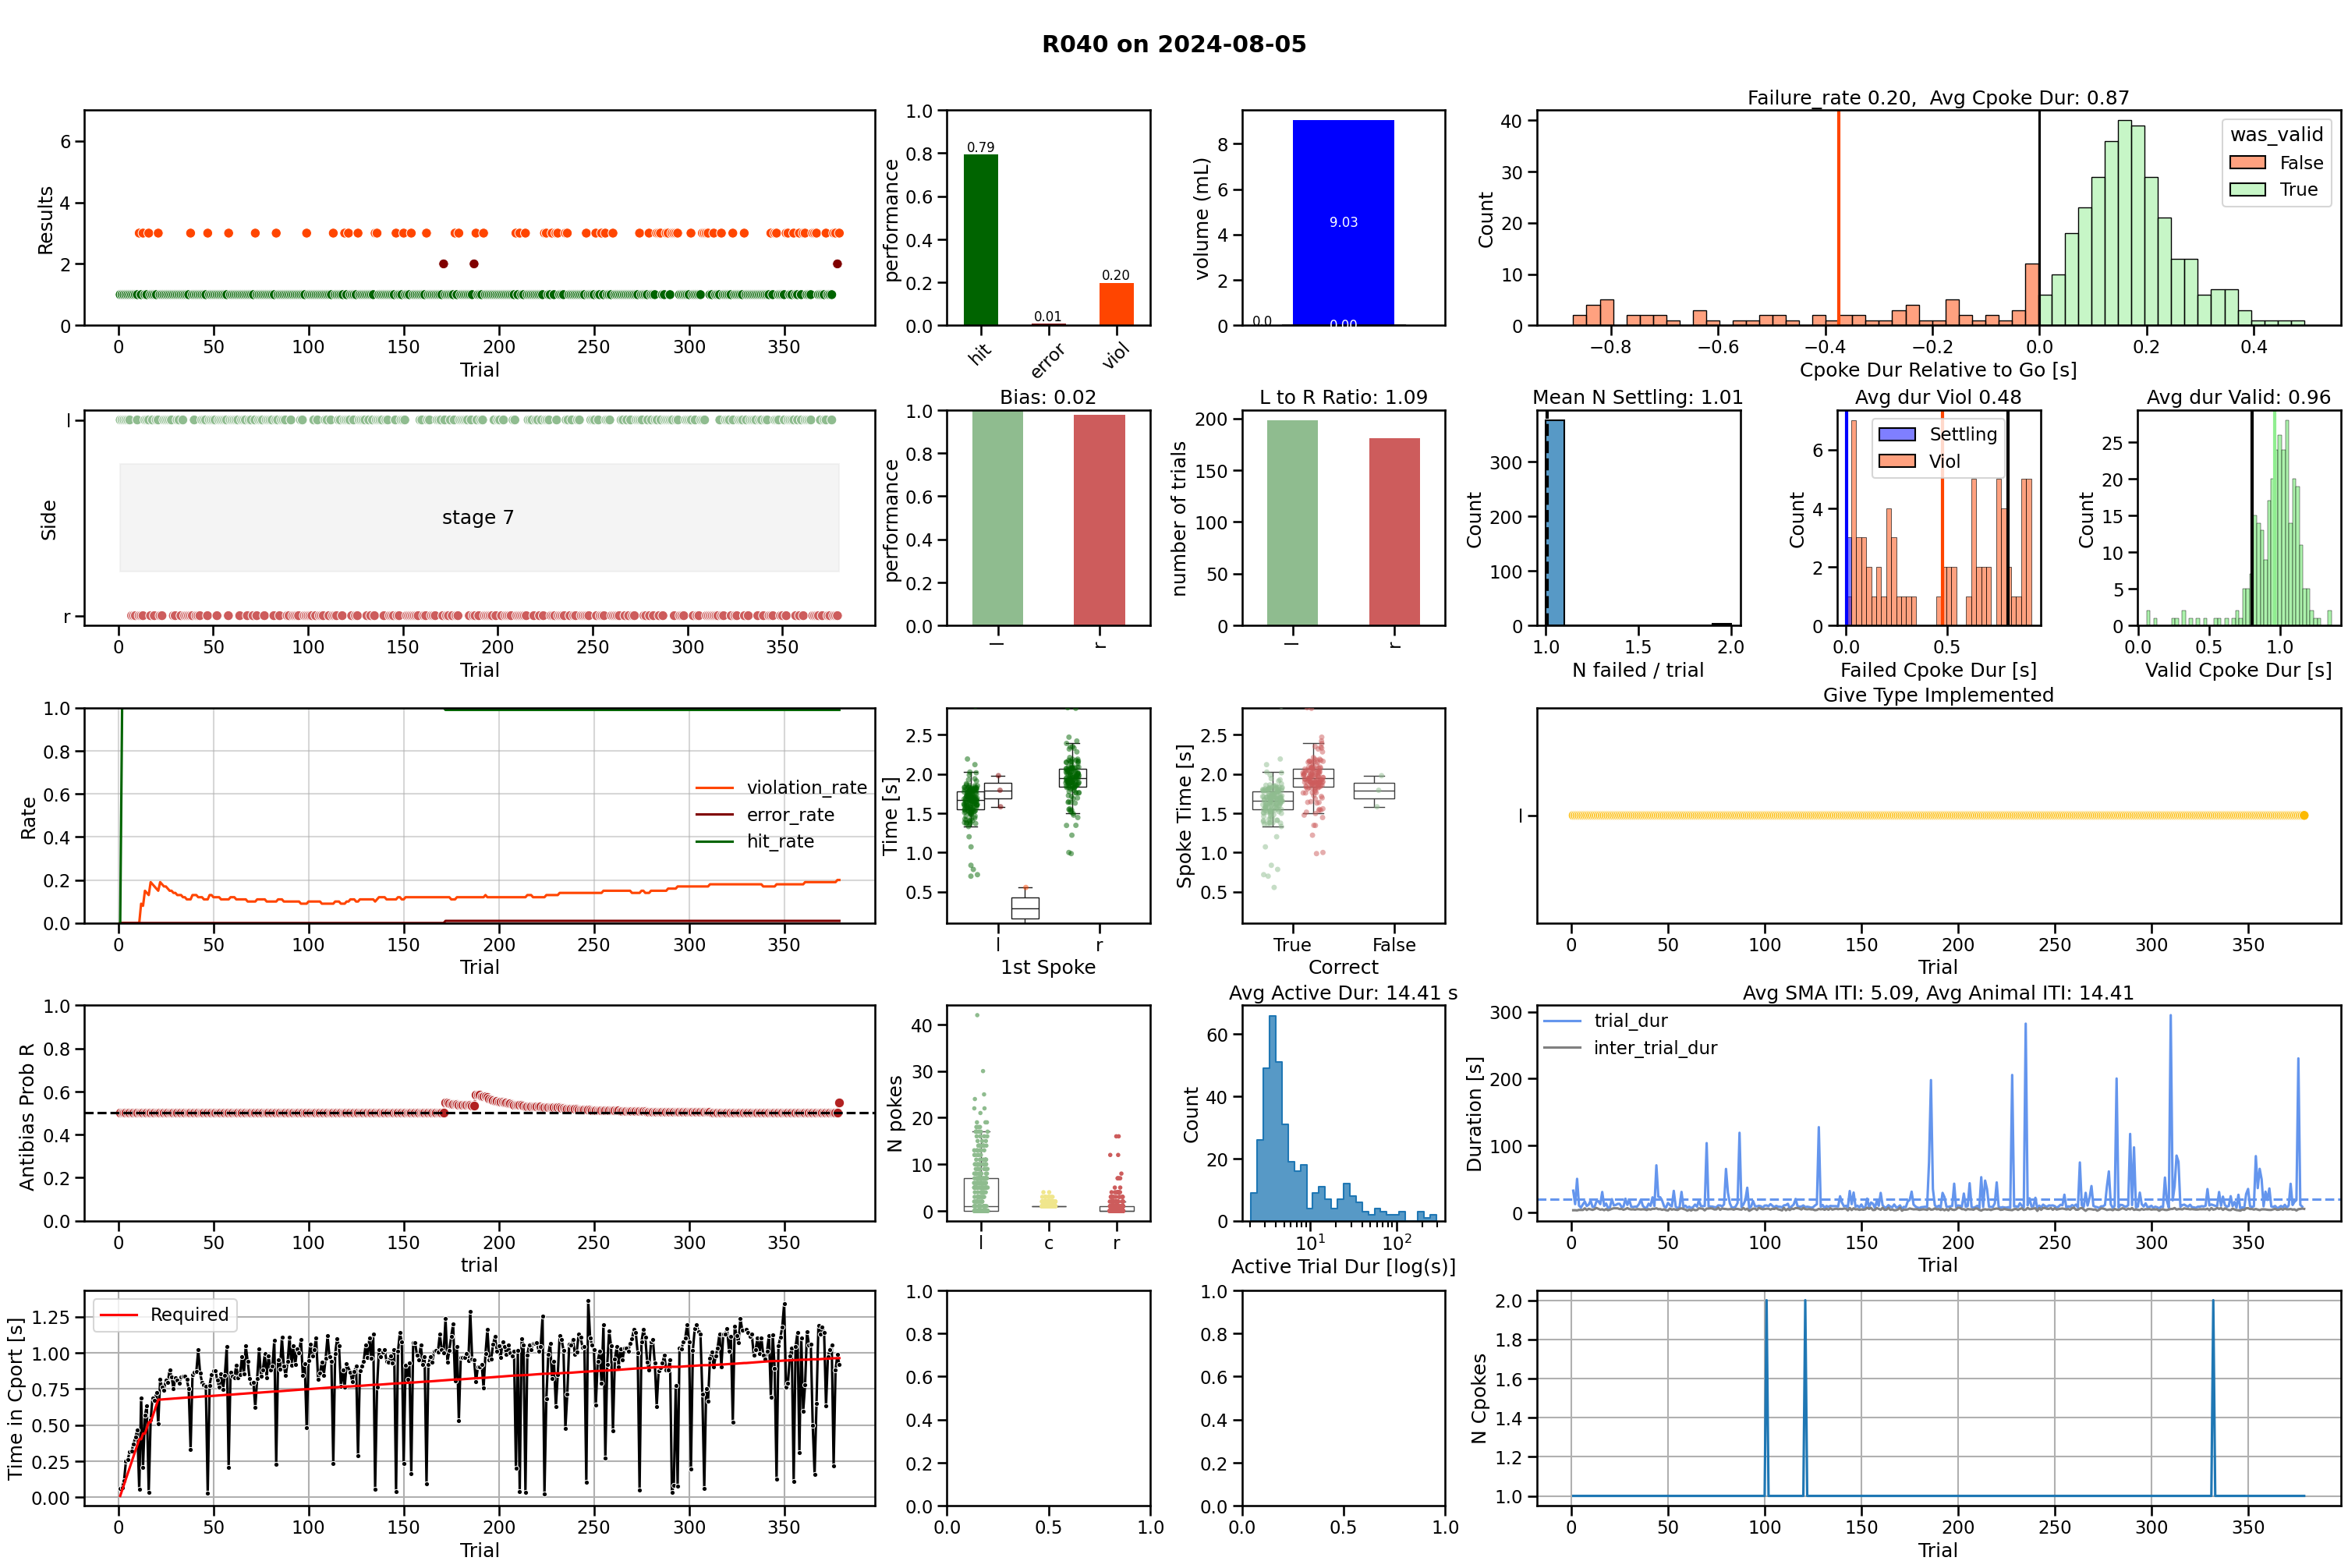 R040 on 2024-08-05
Results
0
2
4
6
0 50 100 150 200 250 300 350
Trial
performance
0.0
0.2
0.4
0.6
0.8
1.0
0.79
0.01
0.20
hit error viol
volume (mL)
0
2
4
6
8
0.0
9.03
0.00
Failure_rate 0.20,  Avg Cpoke Dur: 0.87
Count
0
10
20
30
40
was_valid
False
True
−0.8 −0.6 −0.4 −0.2 0.0 0.2 0.4
Cpoke Dur Relative to Go [s]
Side
l
r
stage 7
0 50 100 150 200 250 300 350
Trial
Bias: 0.02
performance
0.0
0.2
0.4
0.6
0.8
1.0
l r
L to R Ratio: 1.09
number of trials
0
50
100
150
200
l r
Mean N Settling: 1.01
Count
0
100
200
300
1.0 1.5 2.0
N failed / trial
Avg dur Viol 0.48
Count
0
2
4
6
Settling
Viol
0.0 0.5
Failed Cpoke Dur [s]
Avg dur Valid: 0.96
Count
0
5
10
15
20
25
0.0 0.5 1.0
Valid Cpoke Dur [s]
Rate
0.0
0.2
0.4
0.6
0.8
1.0
violation_rate
error_rate
hit_rate
0 50 100 150 200 250 300 350
Trial
Time [s]
0.5
1.0
1.5
2.0
2.5
l r
1st Spoke
Spoke Time [s]
0.5
1.0
1.5
2.0
2.5
True False
Correct
Give Type Implemented
l
0 50 100 150 200 250 300 350
Trial
Antibias Prob R
0.0
0.2
0.4
0.6
0.8
1.0
0 50 100 150 200 250 300 350
trial
N pokes
0
10
20
30
40
l c r
Avg Active Dur: 14.41 s
Count
0
20
40
60
10¹ 10²
Active Trial Dur [log(s)]
Avg SMA ITI: 5.09, Avg Animal ITI: 14.41
Duration [s]
0
100
200
300
trial_dur
inter_trial_dur
0 50 100 150 200 250 300 350
Trial
Time in Cport [s]
0.00
0.25
0.50
0.75
1.00
1.25
Required
0 50 100 150 200 250 300 350
Trial
0.0
0.2
0.4
0.6
0.8
1.0
0.0 0.5 1.0
0.0
0.2
0.4
0.6
0.8
1.0
0.0 0.5 1.0
N Cpokes
1.0
1.2
1.4
1.6
1.8
2.0
0 50 100 150 200 250 300 350
Trial